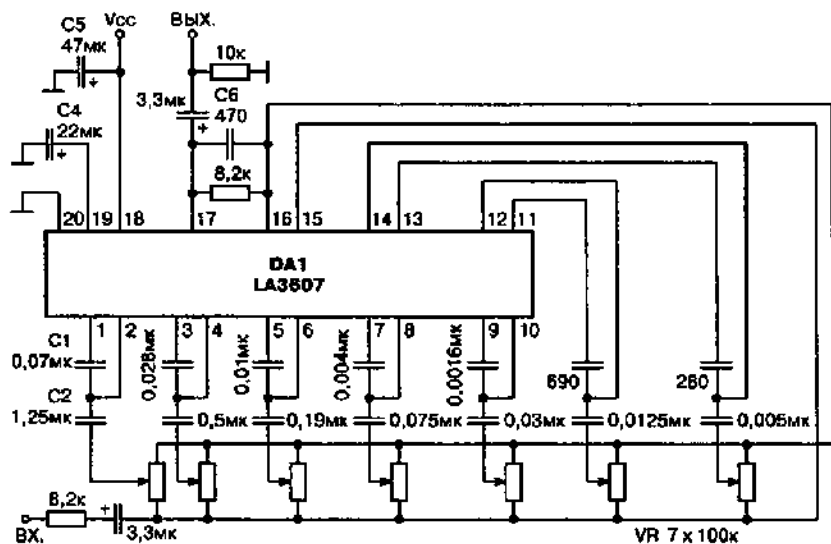 C5
47мк
Vcc
ВЫХ.
10к
3,3мк
C6
470
C4
22мк
8,2к
20 19 18 17 16 15 14 13 12 11
DA1
LA3607
1 2 3 4 5 6 7 8 9 10
C1
0,07мк
0,028мк
0,01мк
0,004мк
0,0016мк
690
260
C2
1,25мк
0,5мк
0,19мк
0,075мк
0,03мк
0,0125мк
0,005мк
8,2к
ВХ.
3,3мк
VR 7 x 100к